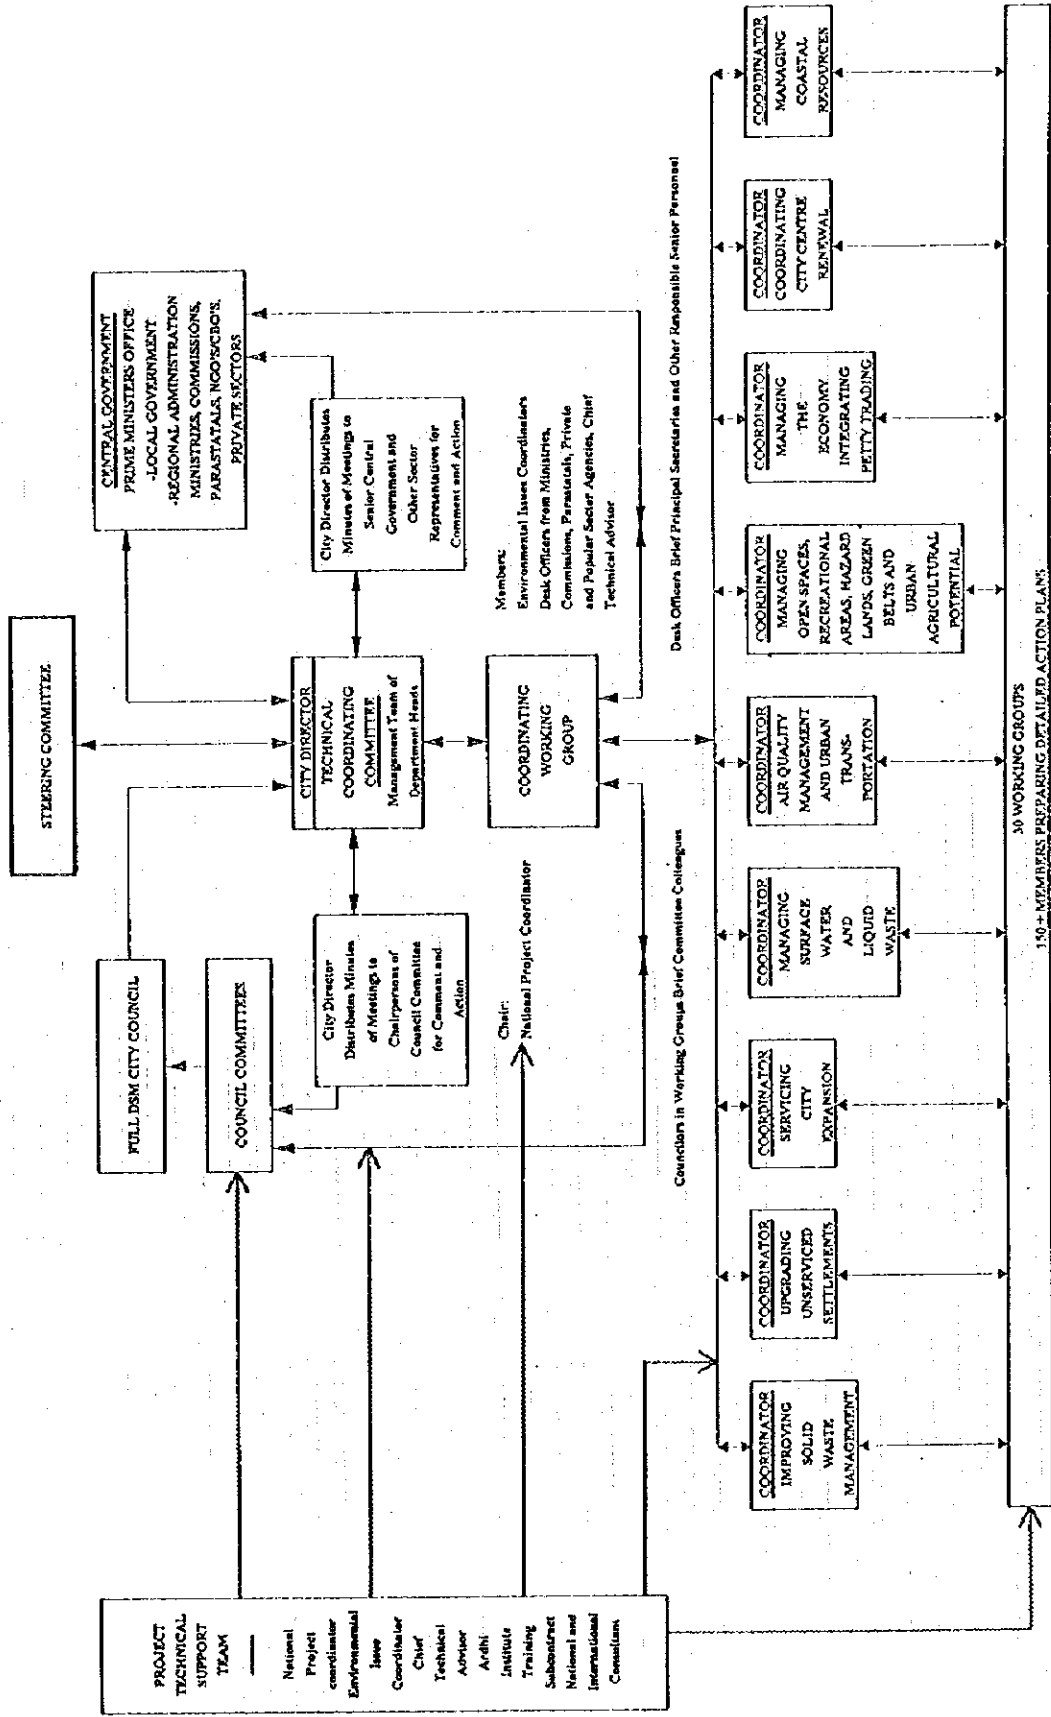 STEERING COMMITTEE
FULL DSM CITY COUNCIL
COUNCIL COMMITTEES
CENTRAL GOVERNMENT
PRIME MINISTERS OFFICE
-LOCAL GOVERNMENT
-REGIONAL ADMINISTRATION
MINISTRIES, COMMISSIONS,
PARASTATALS, NGO'S/CBO'S,
PRIVATE SECTORS
CITY DIRECTOR
TECHNICAL
COORDINATING
COMMITTEE
Management Team of
Department Heads
City Director
Distributes Minutes
of Meetings to
Chairpersons of
Council Committee
for Comment and
Action
City Director Distributes
Minutes of Meetings to
Senior Central
Government and
Other Sector
Representatives for
Comment and Action
Chair:
National Project Coordinator
COORDINATING
WORKING
GROUP
Members:
Environmental Issues Coordinators
Desk Officers from Ministries,
Commissions, Parastatals, Private
and Popular Sector Agencies, Chief
Technical Advisor
PROJECT
TECHNICAL
SUPPORT
TEAM
National
Project
coordinator
Environmental
Issue
Coordinator
Chief
Technical
Advisor
Ardhi
Institute
Training
Subcontract
National and
International
Consultant
Councilors in Working Groups Brief Committee Colleagues
Desk Officers Brief Principal Secretaries and Other Responsible Senior Personnel
COORDINATOR
IMPROVING
SOLID
WASTE
MANAGEMENT
COORDINATOR
UPGRADING
UNSERVICED
SETTLEMENTS
COORDINATOR
SERVICING
CITY
EXPANSION
COORDINATOR
MANAGING
SURFACE
WATER
AND
LIQUID
WASTE
COORDINATOR
AIR QUALITY
MANAGEMENT
AND URBAN
TRANS-
PORTATION
COORDINATOR
MANAGING
OPEN SPACES,
RECREATIONAL
AREAS, HAZARD
LANDS, GREEN
BELTS AND
URBAN
AGRICULTURAL
POTENTIAL
COORDINATOR
MANAGING
THE
ECONOMY
INTEGRATING
PETTY TRADING
COORDINATOR
COORDINATING
CITY CENTRE
RENEWAL
COORDINATOR
MANAGING
COASTAL
RESOURCES
30 WORKING GROUPS
150+ MEMBERS PREPARING DETAILED ACTION PLANS